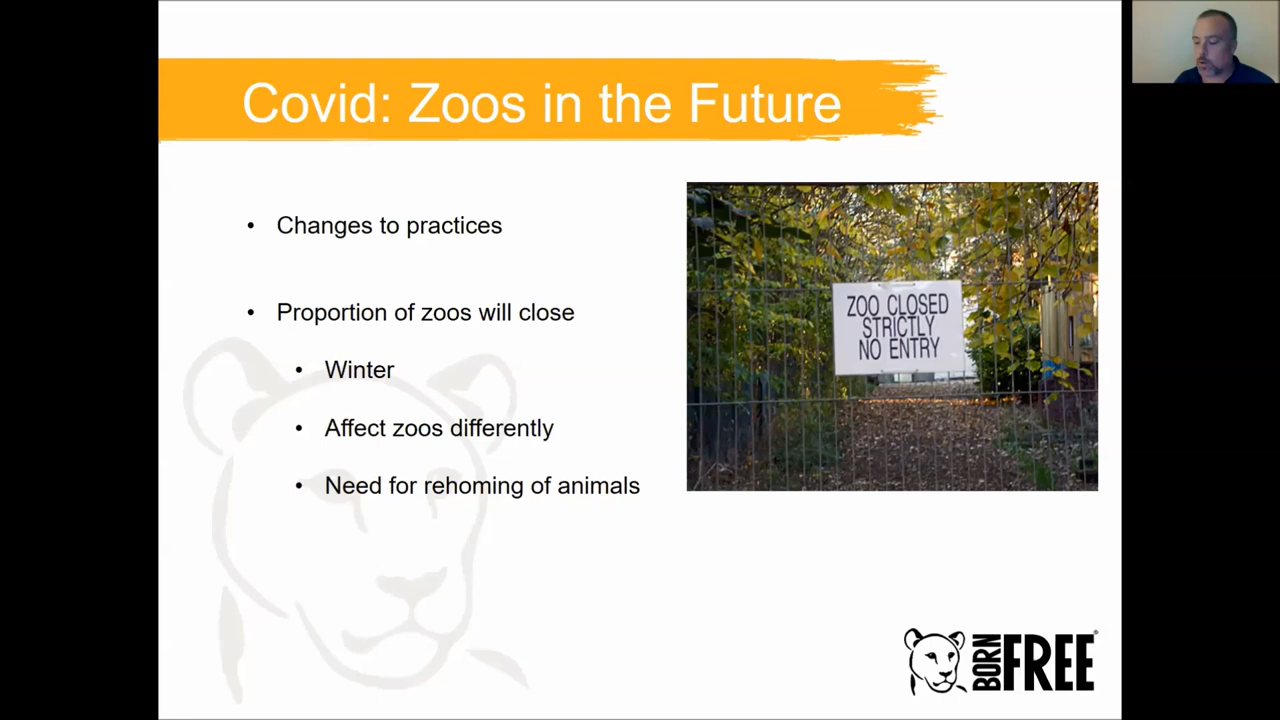 Covid: Zoos in the Future
• Changes to practices
• Proportion of zoos will close
• Winter
• Affect zoos differently
• Need for rehoming of animals
ZOO CLOSED
STRICTLY
NO ENTRY
BORN FREE®